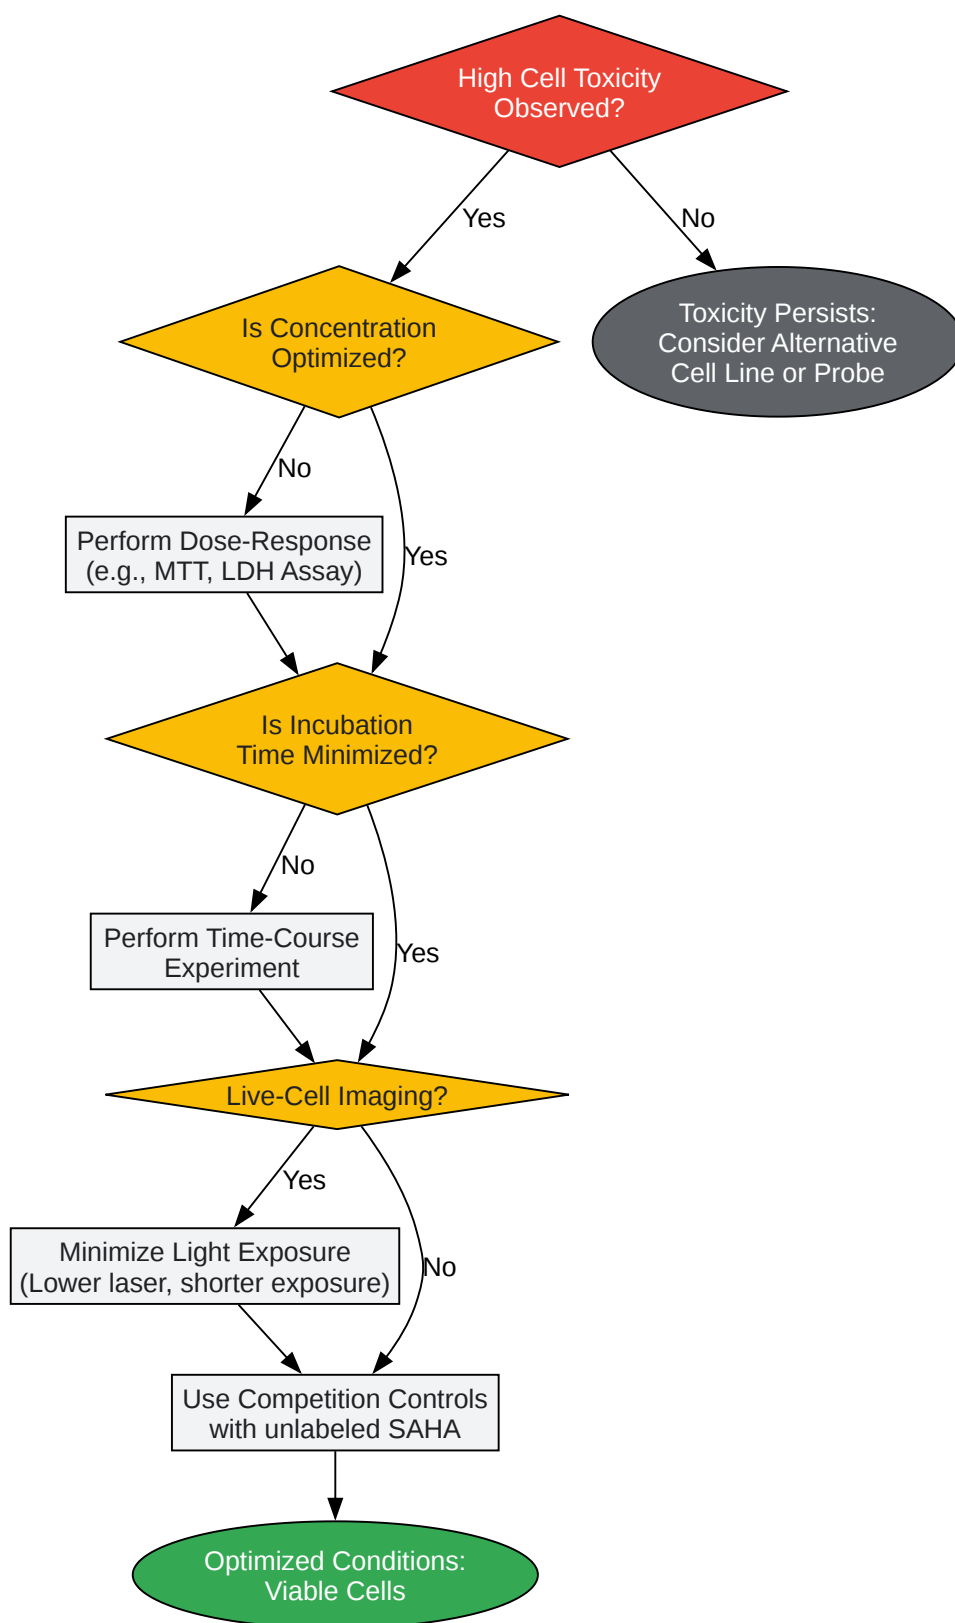 High Cell Toxicity
Observed?
Yes
No
Is Concentration
Optimized?
Toxicity Persists:
Consider Alternative
Cell Line or Probe
No
Perform Dose-Response
(e.g., MTT, LDH Assay)
Yes
Is Incubation
Time Minimized?
No
Perform Time-Course
Experiment
Yes
Live-Cell Imaging?
Yes
Minimize Light Exposure
(Lower laser, shorter exposure)
No
Use Competition Controls
with unlabeled SAHA
Optimized Conditions:
Viable Cells